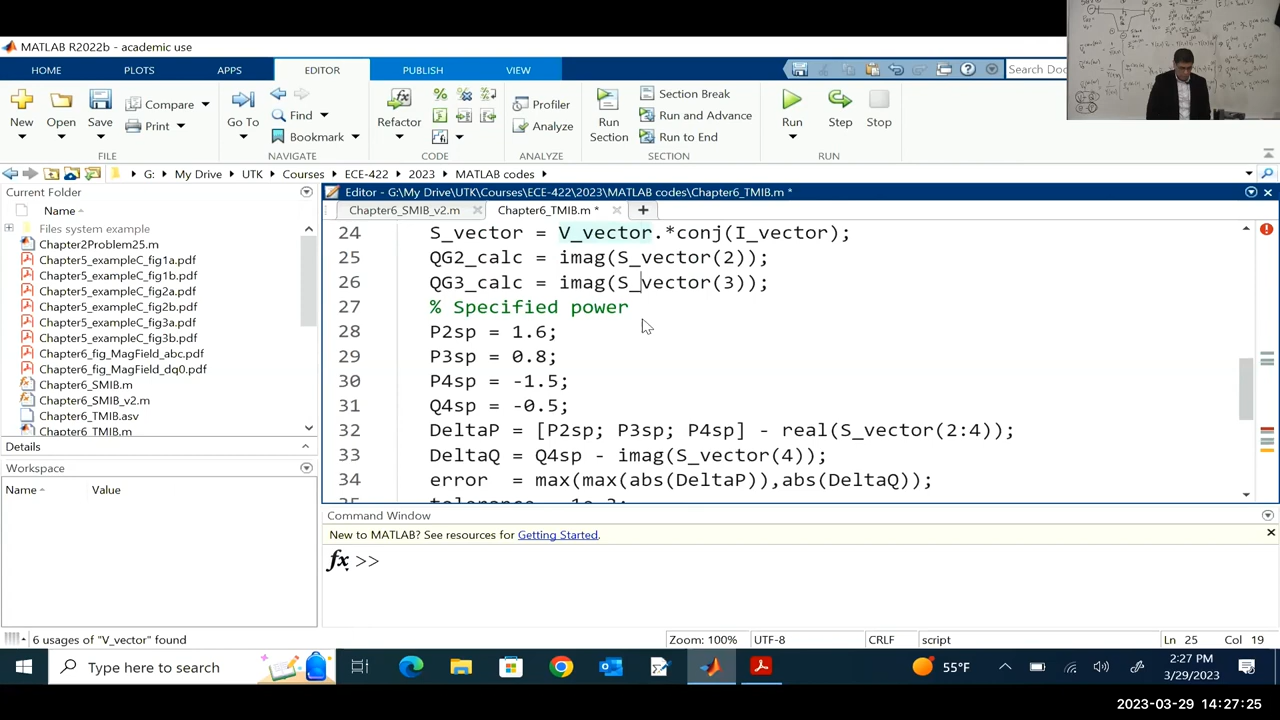 MATLAB R2022b - academic use
HOME PLOTS APPS EDITOR PUBLISH VIEW Search Doc
New Open Save Compare Print Go To Find Bookmark Refactor Profiler Analyze Run Section Section Break Run and Advance Run to End Run Step Stop
FILE NAVIGATE CODE ANALYZE SECTION RUN
G: My Drive UTK Courses ECE-422 2023 MATLAB codes
Current Folder
Name
Files system example
Chapter2Problem25.m
Chapter5_exampleC_fig1a.pdf
Chapter5_exampleC_fig1b.pdf
Chapter5_exampleC_fig2a.pdf
Chapter5_exampleC_fig2b.pdf
Chapter5_exampleC_fig3a.pdf
Chapter5_exampleC_fig3b.pdf
Chapter6_fig_MagField_abc.pdf
Chapter6_fig_MagField_dq0.pdf
Chapter6_SMIB.m
Chapter6_SMIB_v2.m
Chapter6_TMIB.asv
Chapter6_TMIB.m
Details
Workspace
Name Value
Editor - G:\My Drive\UTK\Courses\ECE-422\2023\MATLAB codes\Chapter6_TMIB.m *
Chapter6_SMIB_v2.m Chapter6_TMIB.m *
24 S_vector = V_vector.*conj(I_vector);
25 QG2_calc = imag(S_vector(2));
26 QG3_calc = imag(S_vector(3));
27 % Specified power
28 P2sp = 1.6;
29 P3sp = 0.8;
30 P4sp = -1.5;
31 Q4sp = -0.5;
32 DeltaP = [P2sp; P3sp; P4sp] - real(S_vector(2:4));
33 DeltaQ = Q4sp - imag(S_vector(4));
34 error = max(max(abs(DeltaP)),abs(DeltaQ));
Command Window
New to MATLAB? See resources for Getting Started.
fx >>
6 usages of "V_vector" found Zoom: 100% UTF-8 CRLF script Ln 25 Col 19
Type here to search 55°F 2:27 PM
3/29/2023
2023-03-29 14:27:25